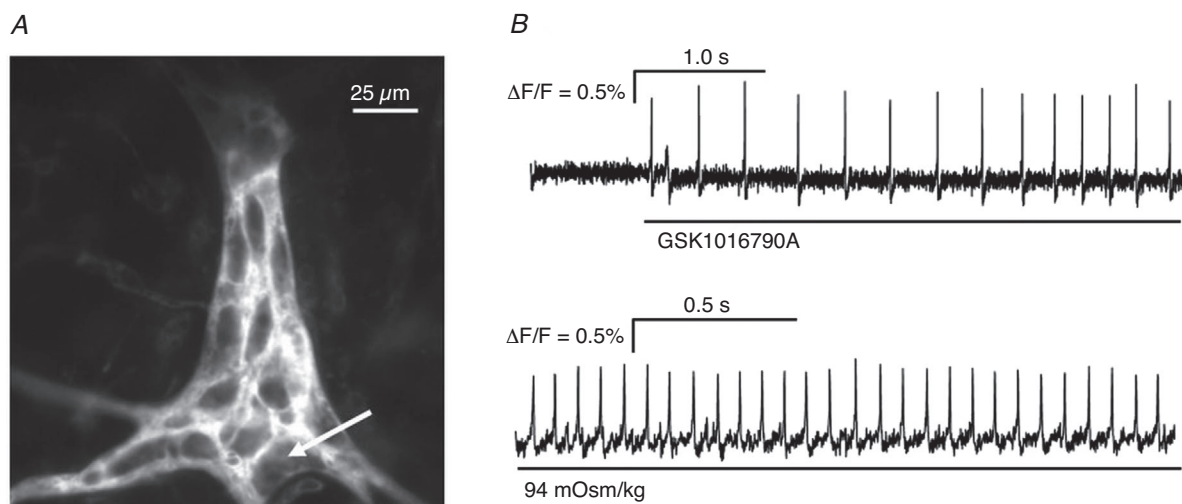 A
25 µm
B
1.0 s
ΔF/F = 0.5%
GSK1016790A
0.5 s
ΔF/F = 0.5%
94 mOsm/kg